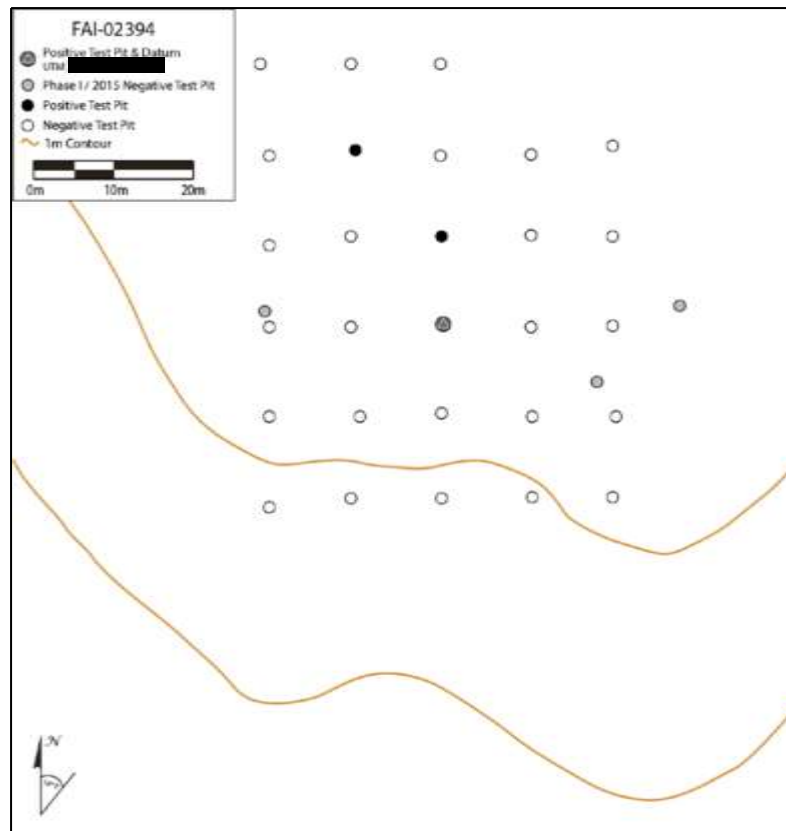 FAI-02394
Positive Test Pit & Datum
UTM
Phase I / 2015 Negative Test Pit
Positive Test Pit
Negative Test Pit
1m Contour
0m 10m 20m
N